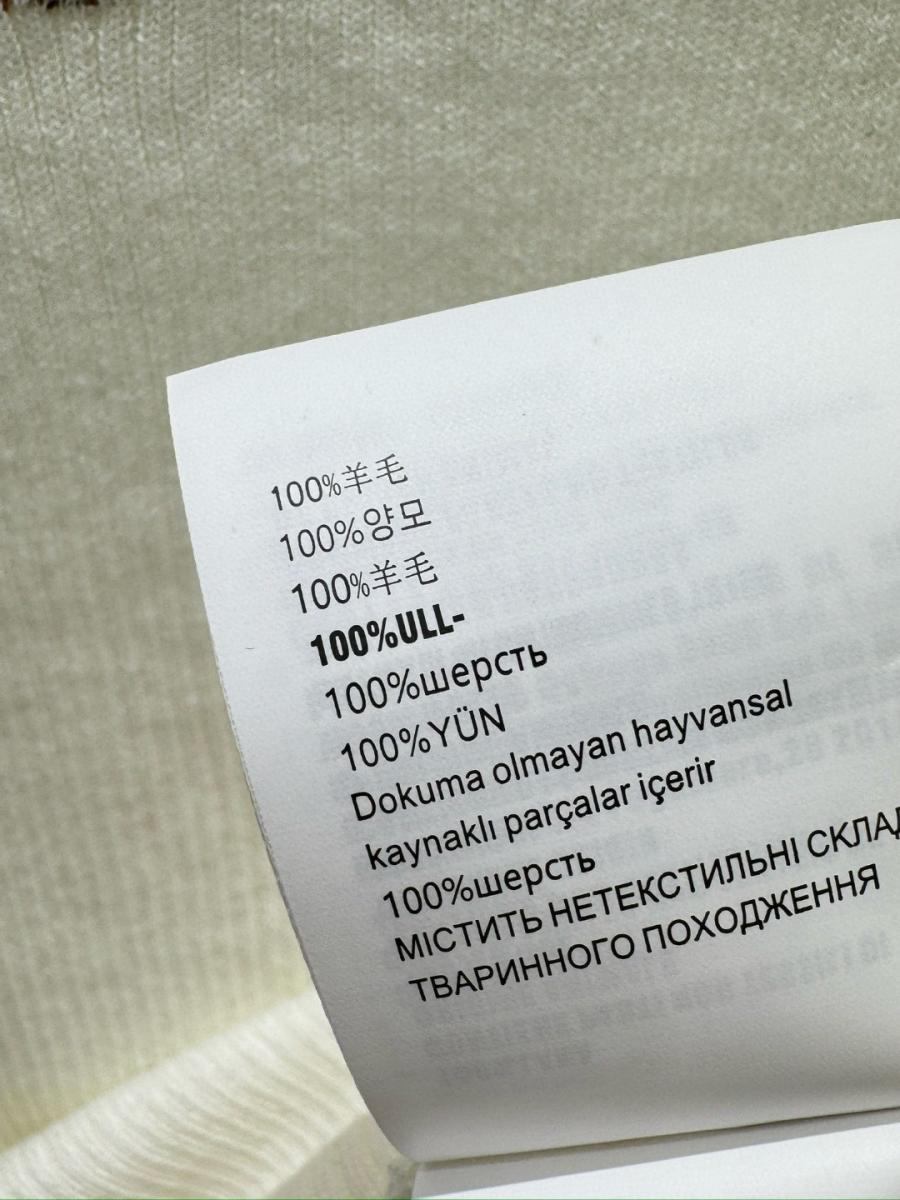 100%羊毛
100%양모
100%羊毛
100%ULL-
100%шерсть
100%YÜN
Dokuma olmayan hayvansal
kaynaklı parçalar içerir
100%шерсть
МІСТИТЬ НЕТЕКСТИЛЬНІ
ТВАРИННОГО ПОХОДЖЕННЯ